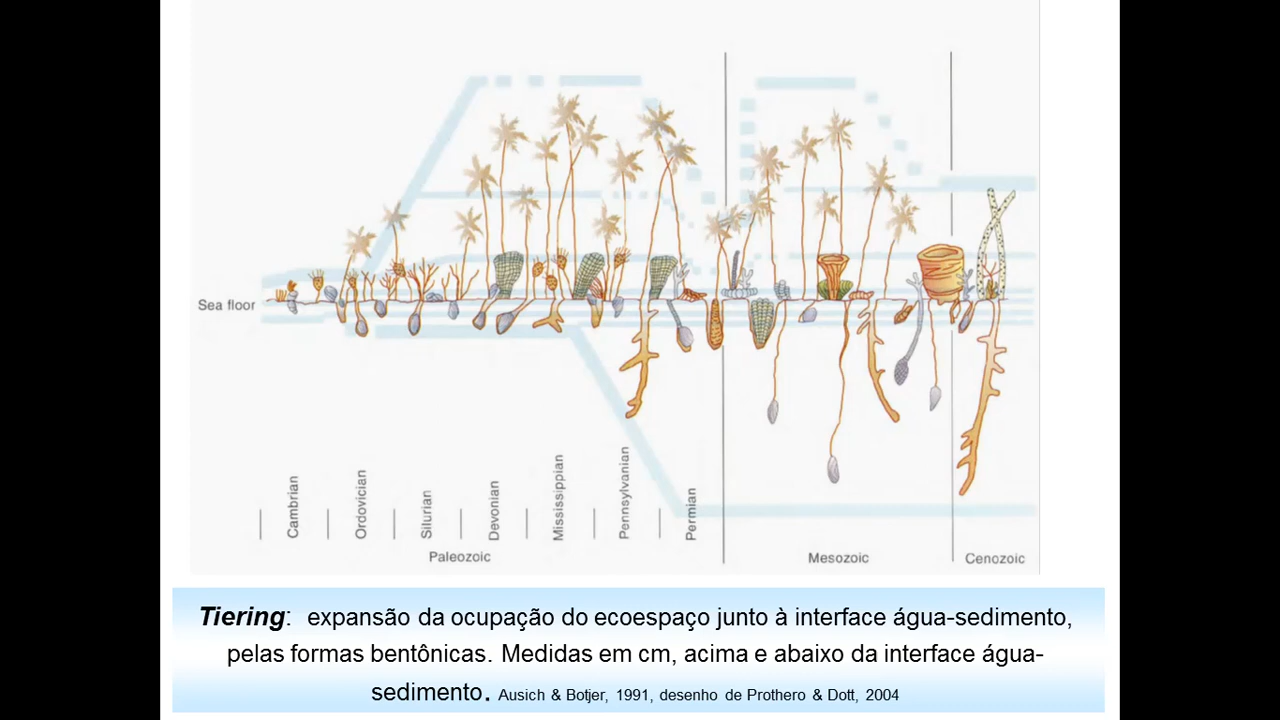 Sea floor
Cambrian
Ordovician
Silurian
Devonian
Mississippian
Pennsylvanian
Permian
Paleozoic
Mesozoic
Cenozoic
Tiering: expansão da ocupação do ecoespaço junto à interface água-sedimento,
pelas formas bentônicas. Medidas em cm, acima e abaixo da interface água-
sedimento. Ausich & Botjer, 1991, desenho de Prothero & Dott, 2004